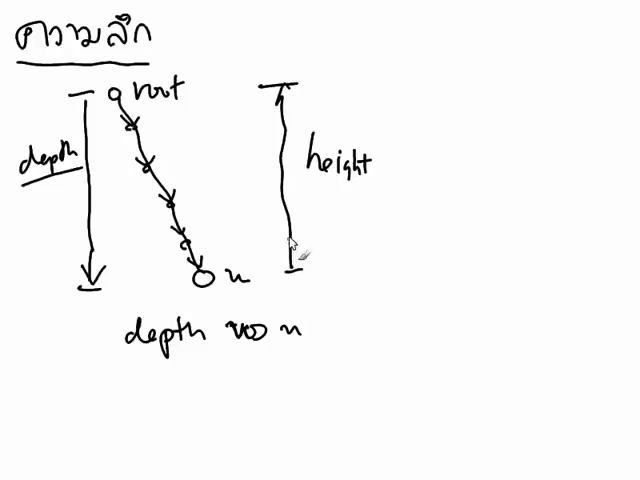 ความลึก
root
depth
height
n
depth ของ n